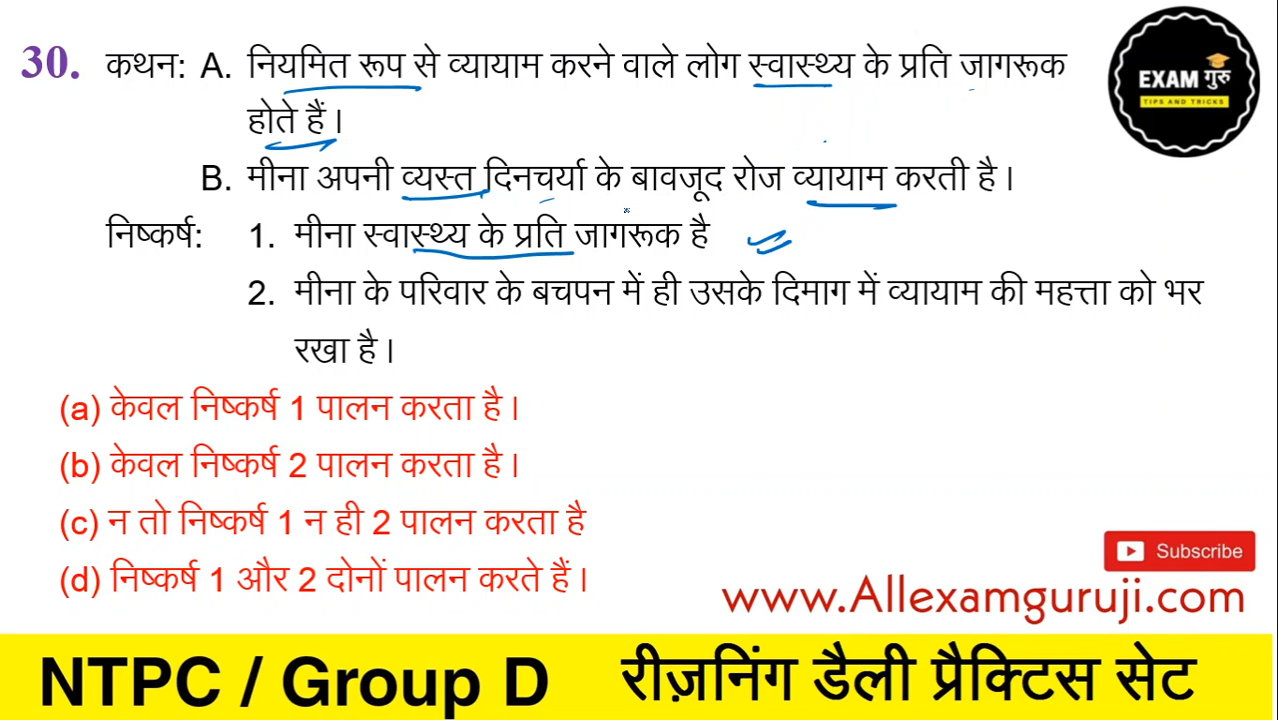 30. कथन: A. नियमित रूप से व्यायाम करने वाले लोग स्वास्थ्य के प्रति जागरूक
होते हैं।
B. मीना अपनी व्यस्त दिनचर्या के बावजूद रोज व्यायाम करती है।
निष्कर्ष: 1. मीना स्वास्थ्य के प्रति जागरूक है
2. मीना के परिवार के बचपन में ही उसके दिमाग में व्यायाम की महत्ता को भर
रखा है।
(a) केवल निष्कर्ष 1 पालन करता है।
(b) केवल निष्कर्ष 2 पालन करता है।
(c) न तो निष्कर्ष 1 न ही 2 पालन करता है
(d) निष्कर्ष 1 और 2 दोनों पालन करते हैं।
EXAM गुरु
TIPS AND TRICKS
Subscribe
www.Allexamguruji.com
NTPC / Group D रीज़निंग डैली प्रैक्टिस सेट